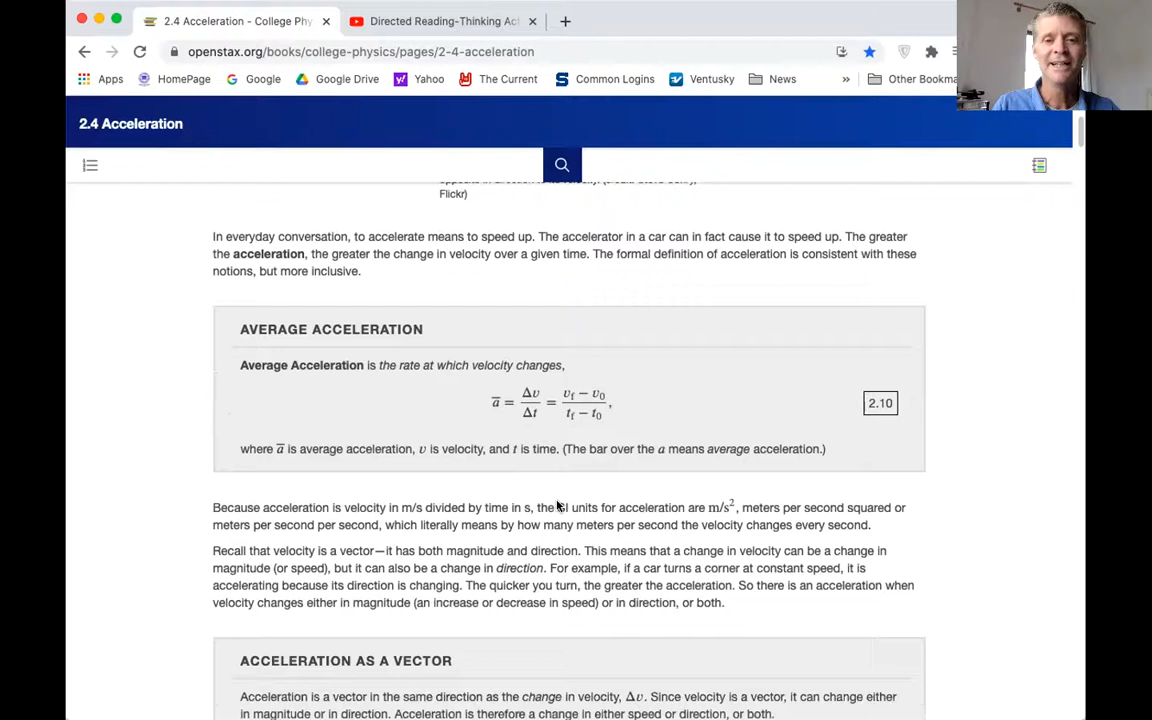 2.4 Acceleration - College Phy
Directed Reading-Thinking Act
openstax.org/books/college-physics/pages/2-4-acceleration
Apps HomePage Google Google Drive Yahoo The Current Common Logins Ventusky News » Other Bookma
2.4 Acceleration
Flickr)
In everyday conversation, to accelerate means to speed up. The accelerator in a car can in fact cause it to speed up. The greater
the acceleration, the greater the change in velocity over a given time. The formal definition of acceleration is consistent with these
notions, but more inclusive.
AVERAGE ACCELERATION
Average Acceleration is the rate at which velocity changes,
a̅ = Δv/Δt = (v_f − v_0)/(t_f − t_0),
2.10
where a̅ is average acceleration, v is velocity, and t is time. (The bar over the a means average acceleration.)
Because acceleration is velocity in m/s divided by time in s, the SI units for acceleration are m/s², meters per second squared or
meters per second per second, which literally means by how many meters per second the velocity changes every second.
Recall that velocity is a vector—it has both magnitude and direction. This means that a change in velocity can be a change in
magnitude (or speed), but it can also be a change in direction. For example, if a car turns a corner at constant speed, it is
accelerating because its direction is changing. The quicker you turn, the greater the acceleration. So there is an acceleration when
velocity changes either in magnitude (an increase or decrease in speed) or in direction, or both.
ACCELERATION AS A VECTOR
Acceleration is a vector in the same direction as the change in velocity, Δv. Since velocity is a vector, it can change either
in magnitude or in direction. Acceleration is therefore a change in either speed or direction, or both.